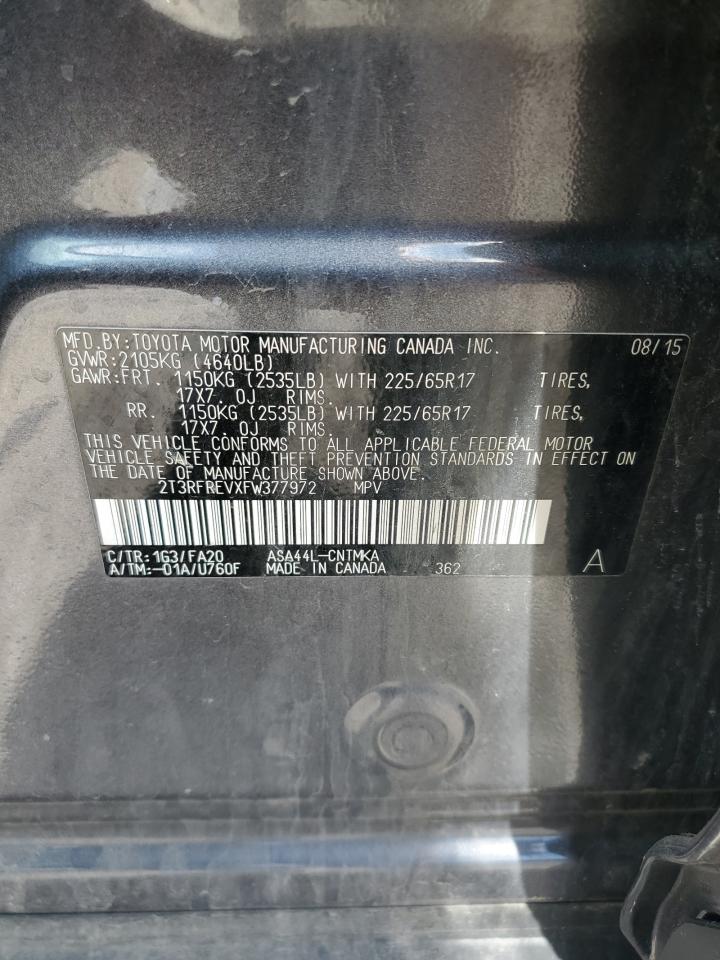 MFD.BY:TOYOTA MOTOR MANUFACTURING CANADA INC. 08/15
GVWR:2105KG (4640LB)
GAWR:FRT. 1150KG (2535LB) WITH 225/65R17 TIRES,
17X7. 0J RIMS.
RR. 1150KG (2535LB) WITH 225/65R17 TIRES,
17X7. 0J RIMS.
THIS VEHICLE CONFORMS TO ALL APPLICABLE FEDERAL MOTOR
VEHICLE SAFETY AND THEFT PREVENTION STANDARDS IN EFFECT ON
THE DATE OF MANUFACTURE SHOWN ABOVE.
2T3RFREVXFW377972 MPV
C/TR:1G3/FA20 ASA44L-CNTMKA
A/TM:-01A/U760F MADE IN CANADA 362 A